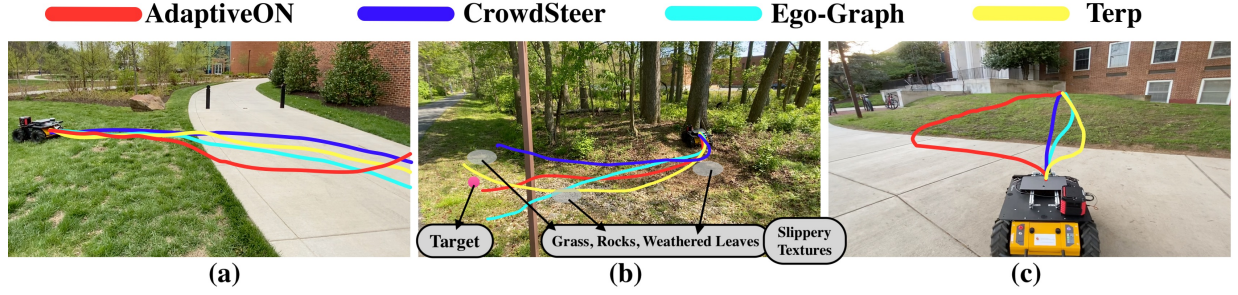 AdaptiveON CrowdSteer Ego-Graph Terp
Target
Grass, Rocks, Weathered Leaves
Slippery
Textures
(a) (b) (c)